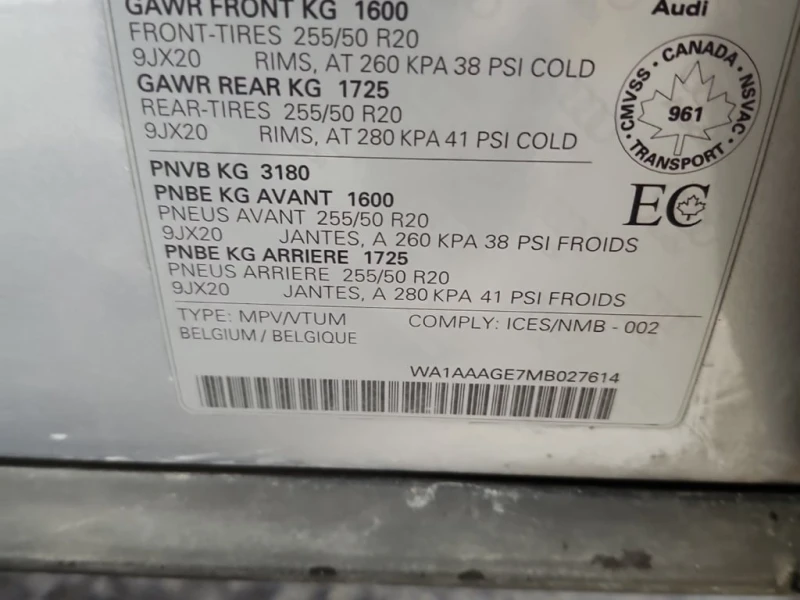 GAWR FRONT KG 1600
FRONT-TIRES 255/50 R20
9JX20 RIMS, AT 260 KPA 38 PSI COLD
GAWR REAR KG 1725
REAR-TIRES 255/50 R20
9JX20 RIMS, AT 280 KPA 41 PSI COLD
Audi
CMVSS · CANADA · NSVAC · TRANSPORT ·
961
EC
PNVB KG 3180
PNBE KG AVANT 1600
PNEUS AVANT 255/50 R20
9JX20 JANTES, A 260 KPA 38 PSI FROIDS
PNBE KG ARRIERE 1725
PNEUS ARRIERE 255/50 R20
9JX20 JANTES, A 280 KPA 41 PSI FROIDS
TYPE: MPV/VTUM COMPLY: ICES/NMB - 002
BELGIUM / BELGIQUE
WA1AAAGE7MB027614